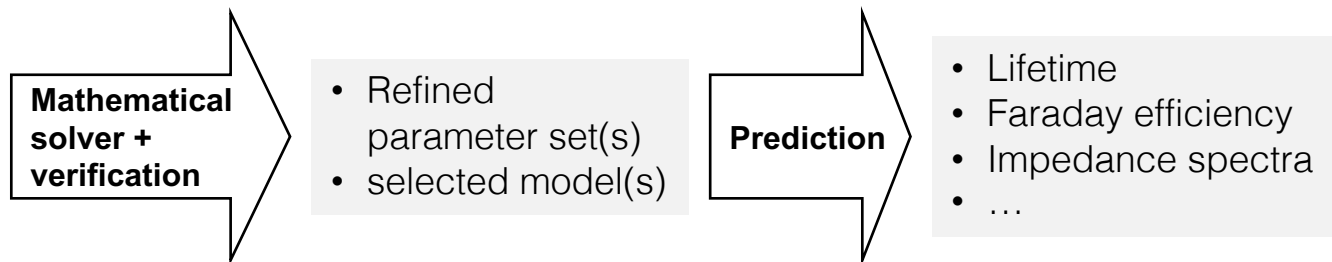 Mathematical
solver +
verification
• Refined
parameter set(s)
• selected model(s)
Prediction
• Lifetime
• Faraday efficiency
• Impedance spectra
• …